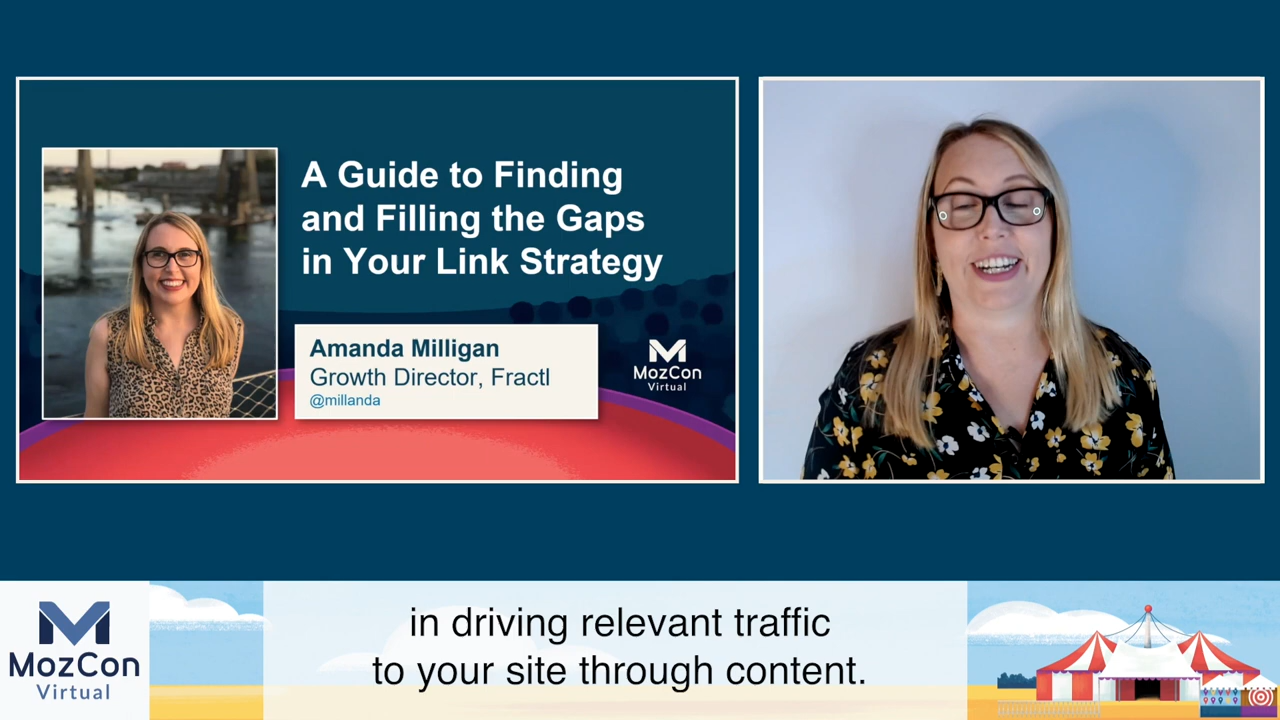 A Guide to Finding
and Filling the Gaps
in Your Link Strategy
Amanda Milligan
Growth Director, Fractl
@millanda
MozCon
Virtual
MozCon
Virtual
in driving relevant traffic
to your site through content.